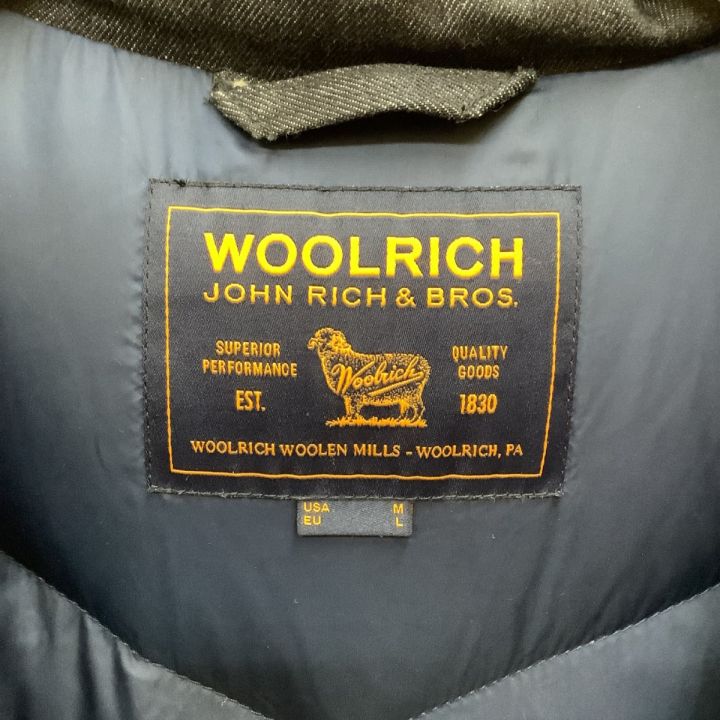 WOOLRICH
JOHN RICH & BROS.
SUPERIOR
PERFORMANCE
EST.
Woolrich
QUALITY
GOODS
1830
WOOLRICH WOOLEN MILLS - WOOLRICH, PA
USA M
EU L